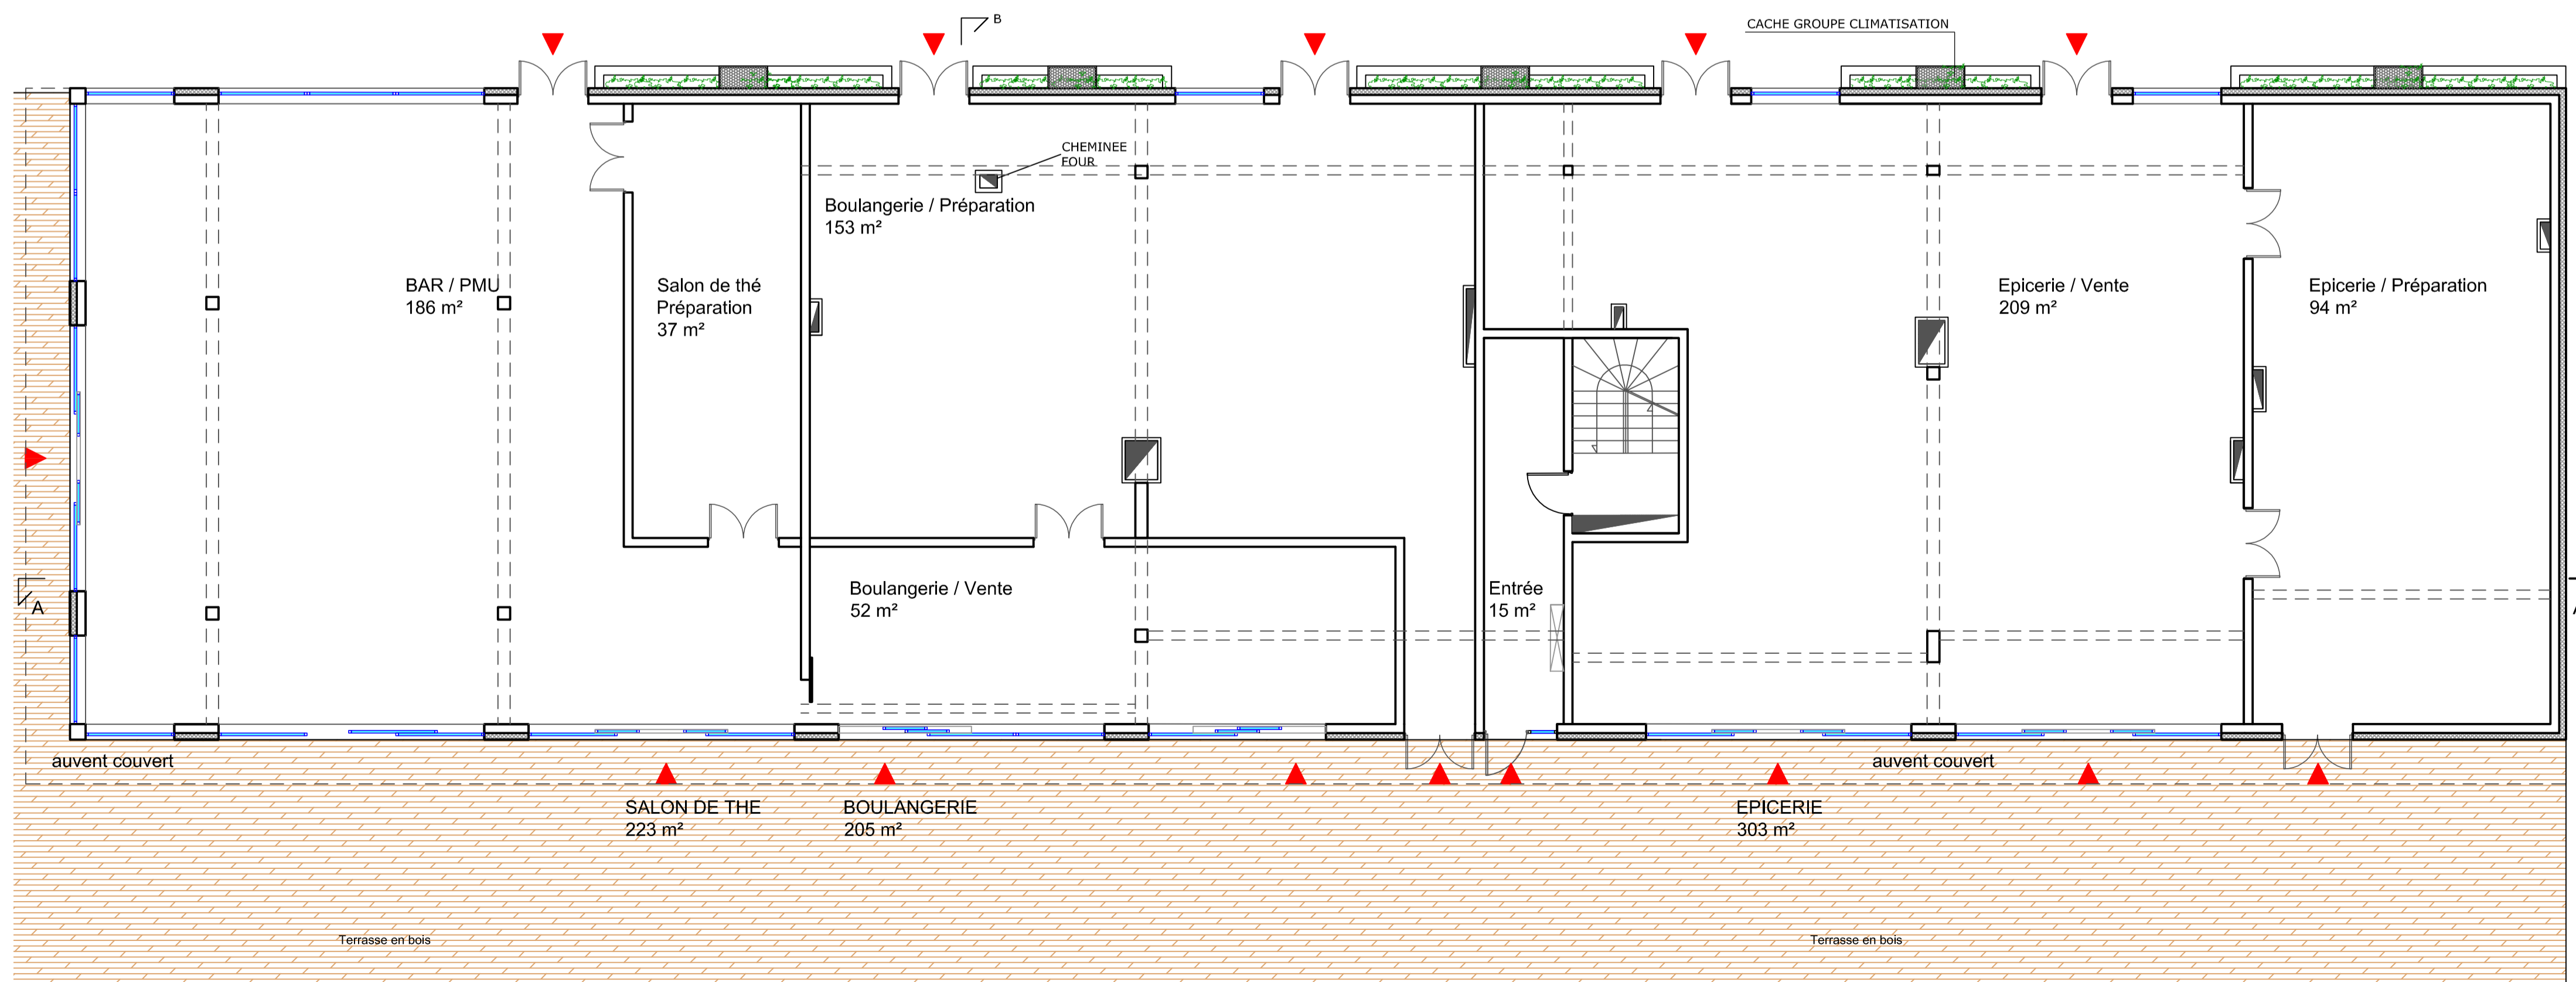 B
CACHE GROUPE CLIMATISATION
CHEMINEE
FOUR
Boulangerie / Préparation
153 m²
BAR / PMU
186 m²
Salon de thé
Préparation
37 m²
Epicerie / Vente
209 m²
Epicerie / Préparation
94 m²
Boulangerie / Vente
52 m²
Entrée
15 m²
A
auvent couvert
auvent couvert
SALON DE THE
223 m²
BOULANGERIE
205 m²
EPICERIE
303 m²
Terrasse en bois
Terrasse en bois